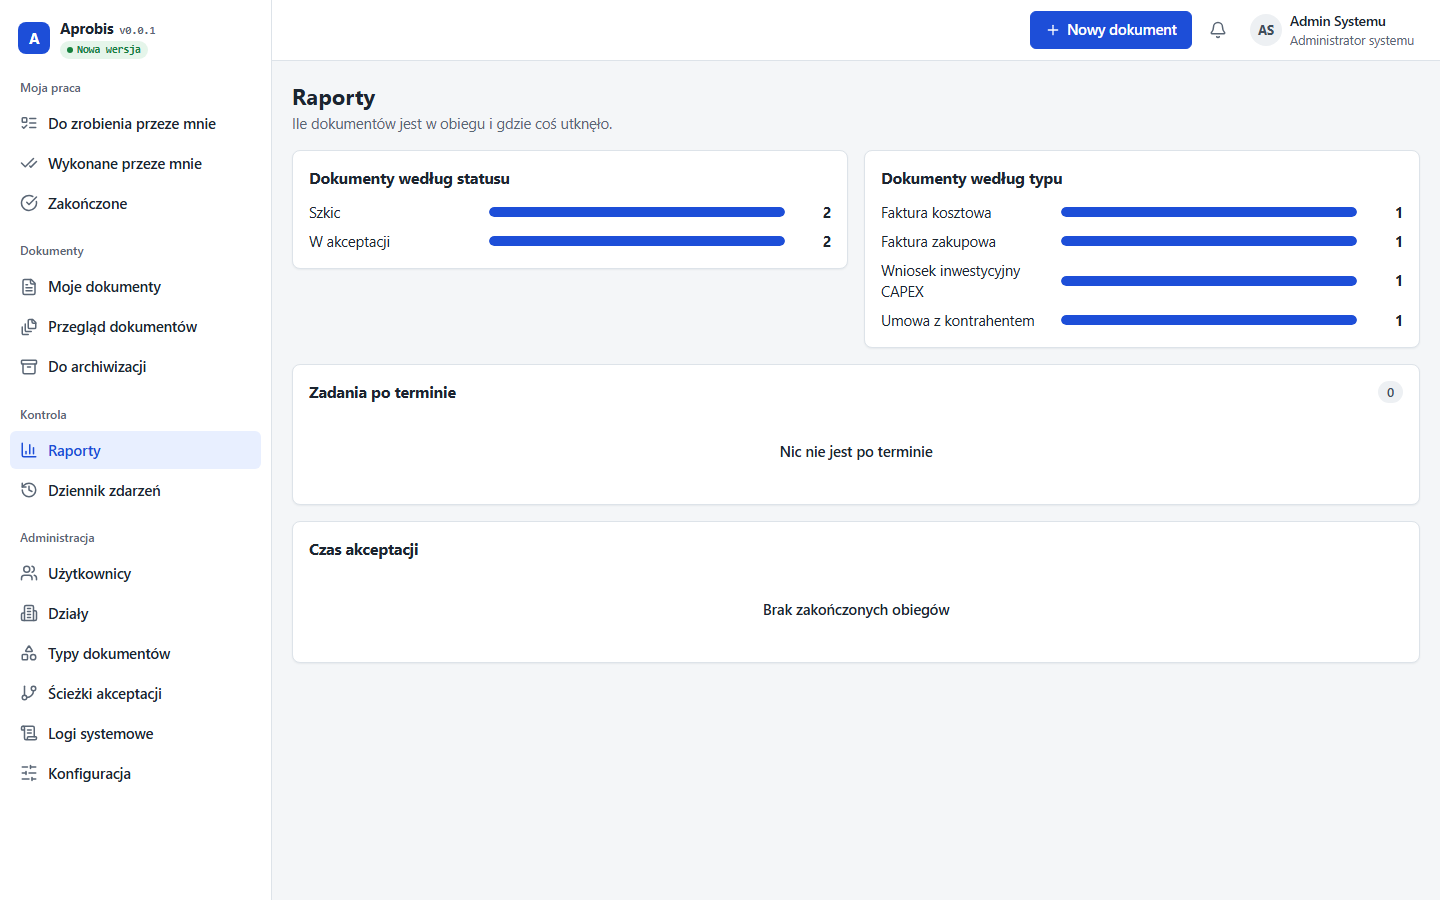 A
Aprobis v0.0.1
Nowa wersja
Moja praca
Do zrobienia przeze mnie
Wykonane przeze mnie
Zakończone
Dokumenty
Moje dokumenty
Przegląd dokumentów
Do archiwizacji
Kontrola
Raporty
Dziennik zdarzeń
Administracja
Użytkownicy
Działy
Typy dokumentów
Ścieżki akceptacji
Logi systemowe
Konfiguracja
Nowy dokument
AS
Admin Systemu
Administrator systemu
Raporty
Ile dokumentów jest w obiegu i gdzie coś utknęło.
Dokumenty według statusu
Szkic 2
W akceptacji 2
Dokumenty według typu
Faktura kosztowa 1
Faktura zakupowa 1
Wniosek inwestycyjny
CAPEX 1
Umowa z kontrahentem 1
Zadania po terminie 0
Nic nie jest po terminie
Czas akceptacji
Brak zakończonych obiegów